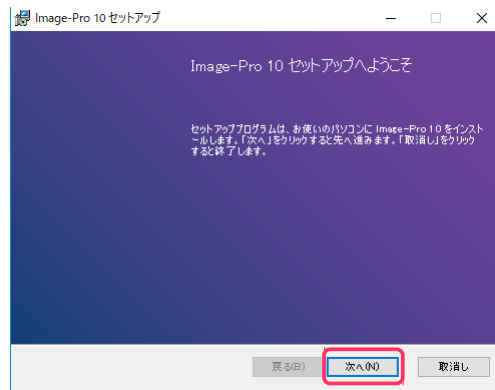 Image-Pro 10 セットアップ
Image-Pro 10 セットアップへようこそ
セットアッププログラムは、お使いのパソコンに Image-Pro 10 をインスト
ールします。「次へ」をクリックすると先へ進みます。「取消し」をクリック
すると終了します。
戻る(B)
次へ(N)
取消し